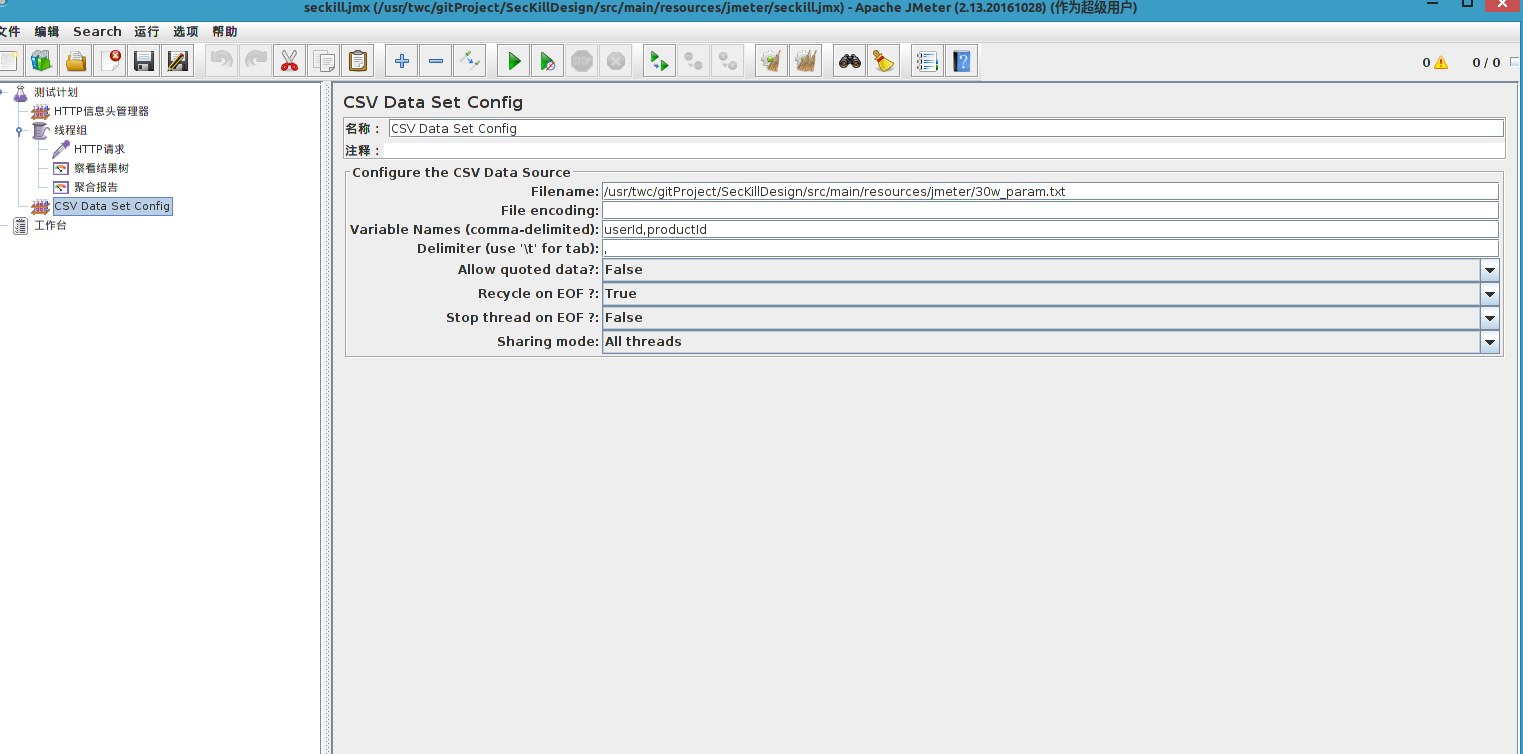 seckill.jmx (/usr/twc/gitProject/SecKillDesign/src/main/resources/jmeter/seckill.jmx) - Apache JMeter (2.13.20161028) (作为超级用户)
文件 编辑 Search 运行 选项 帮助
STOP
0 0 / 0
测试计划
HTTP信息头管理器
线程组
HTTP请求
察看结果树
聚合报告
CSV Data Set Config
工作台
CSV Data Set Config
名称： CSV Data Set Config
注释：
Configure the CSV Data Source
Filename: /usr/twc/gitProject/SecKillDesign/src/main/resources/jmeter/30w_param.txt
File encoding:
Variable Names (comma-delimited): userId,productId
Delimiter (use '\t' for tab): ,
Allow quoted data?: False
Recycle on EOF ?: True
Stop thread on EOF ?: False
Sharing mode: All threads